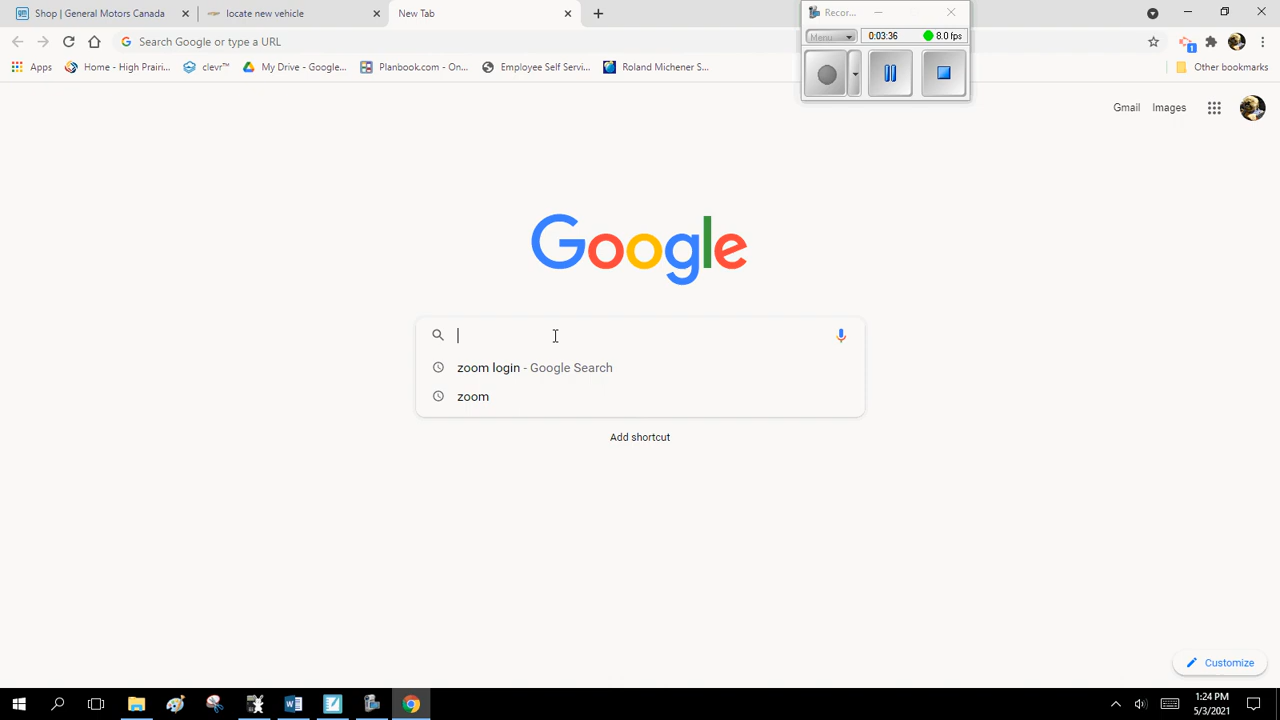 Shop | General Motors Canada
locate new vehicle
New Tab
Recor...
Menu
0:03:36
8.0 fps
Search Google or type a URL
1
Apps
Home - High Prairi...
clevr™
My Drive - Google...
Planbook.com - On...
Employee Self Servi...
Roland Michener S...
Other bookmarks
Gmail
Images
Google
zoom login - Google Search
zoom
Add shortcut
Customize
1:24 PM
5/3/2021